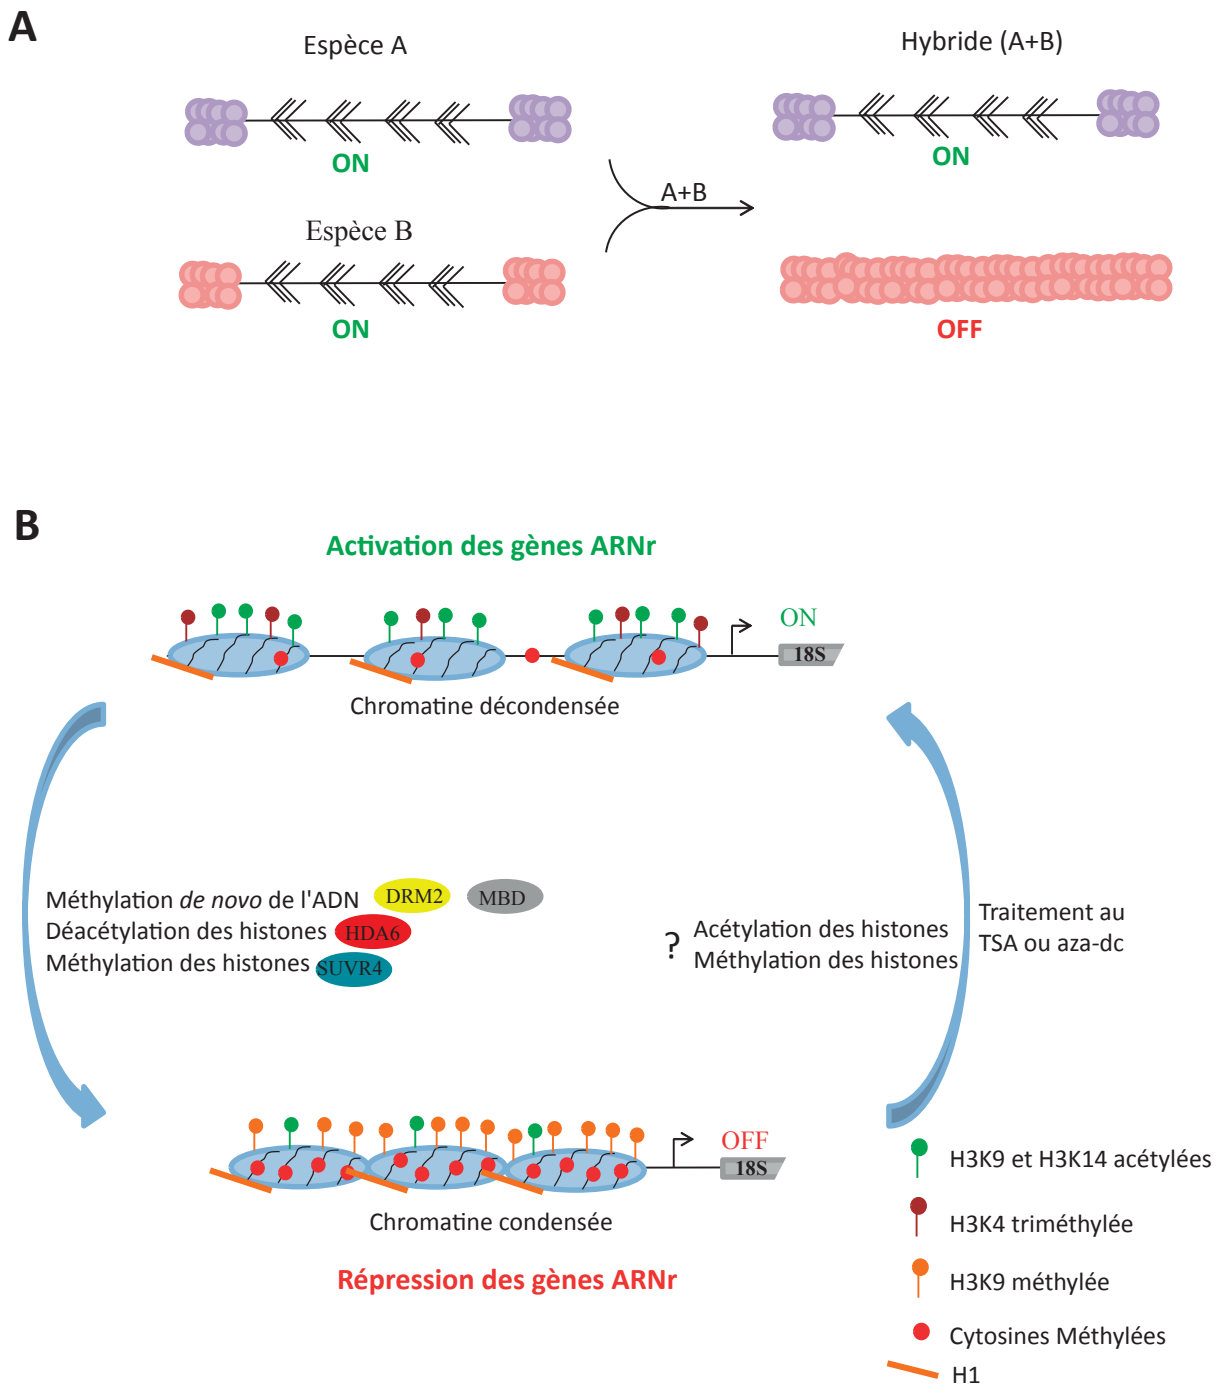 A
Espèce A
Hybride (A+B)
ON
ON
A+B
Espèce B
ON
OFF
B
Activation des gènes ARNr
ON
18S
Chromatine décondensée
Méthylation de novo de l'ADN
DRM2
MBD
Déacétylation des histones
HDA6
Méthylation des histones
SUVR4
?
Acétylation des histones
Méthylation des histones
Traitement au
TSA ou aza-dc
OFF
18S
Chromatine condensée
Répression des gènes ARNr
H3K9 et H3K14 acétylées
H3K4 triméthylée
H3K9 méthylée
Cytosines Méthylées
H1